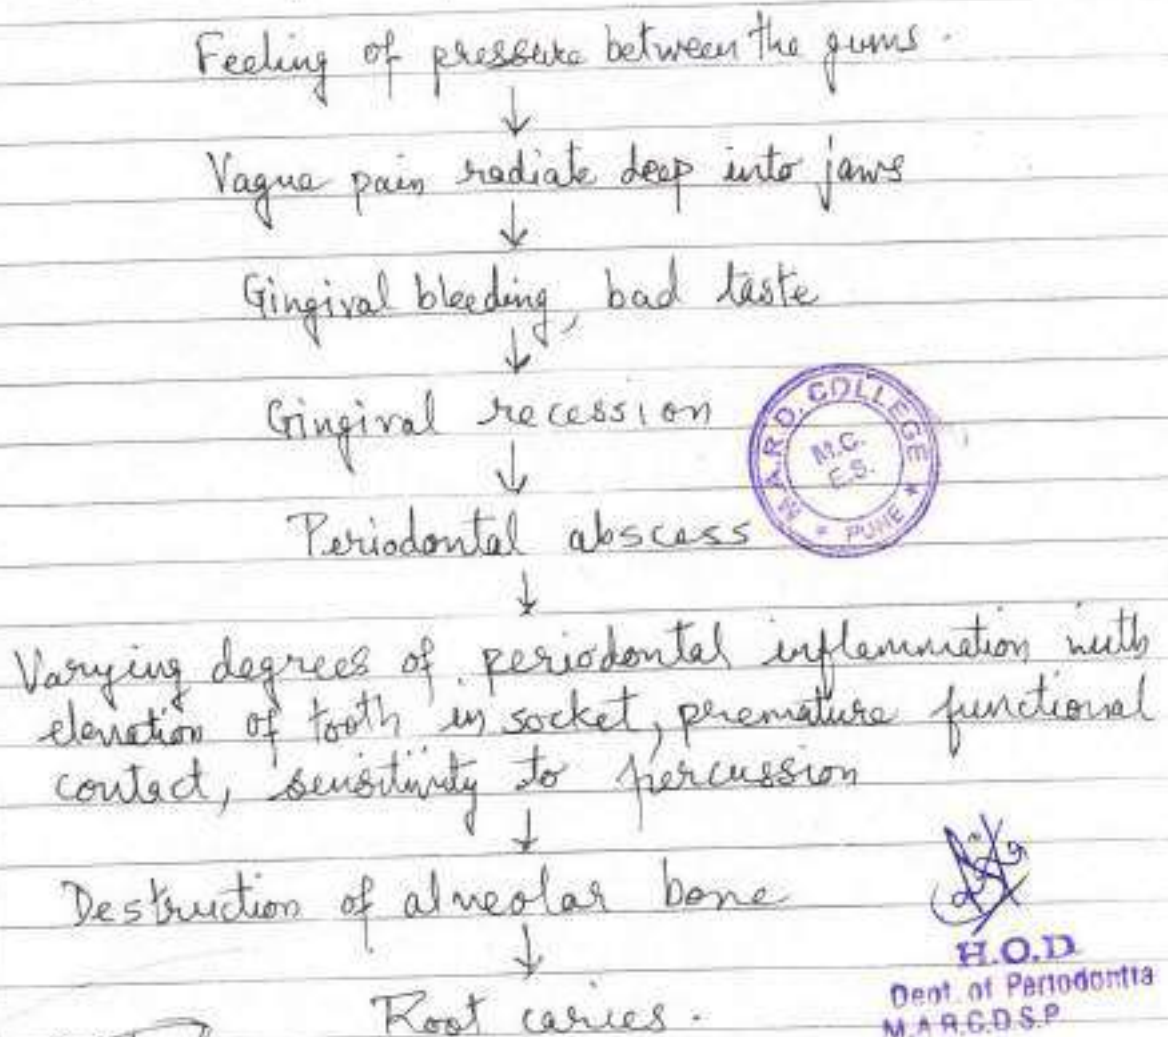 Feeling of pressure between the gums.
↓
Vague pain radiate deep into jaws
↓
Gingival bleeding, bad taste
↓
Gingival recession
↓
Periodontal abscess
M.A.R.D. COLLEGE
M.C.
E.S.
* PUNE *
↓
Varying degrees of periodontal inflammation with
elevation of tooth in socket, premature functional
contact, sensitivity to percussion
↓
Destruction of alveolar bone
↓
Root caries.
H.O.D
Dept. of Periodontia
M.A.R.C.D.S.P